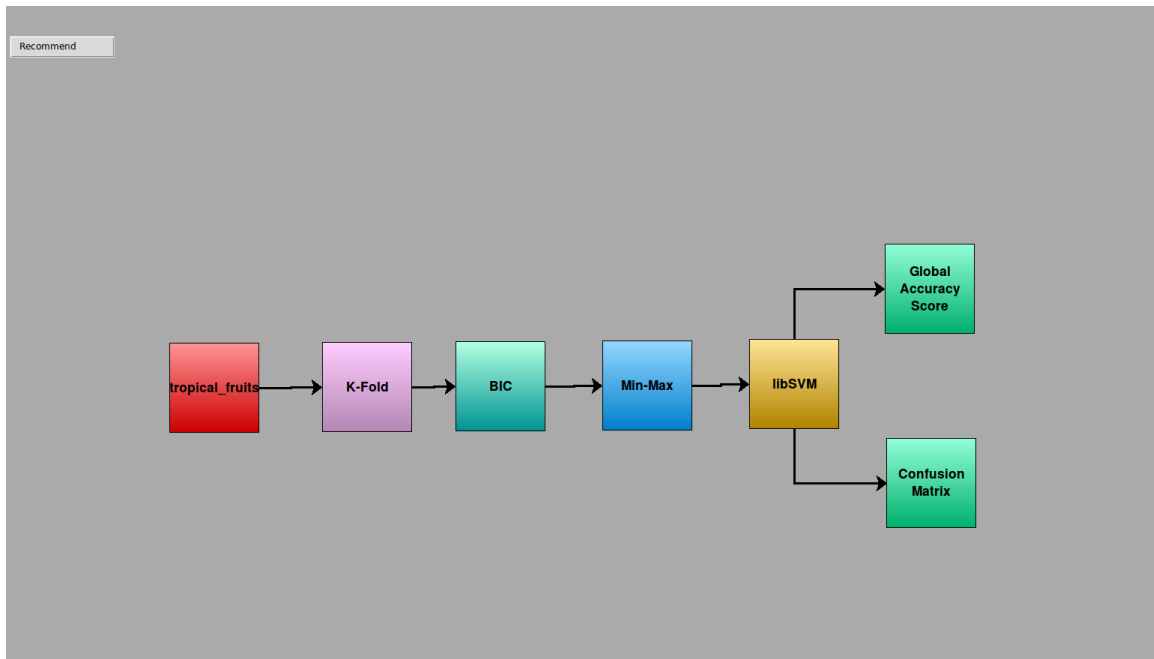 Recommend
Global
Accuracy
Score
tropical_fruits
K-Fold
BIC
Min-Max
libSVM
Confusion
Matrix